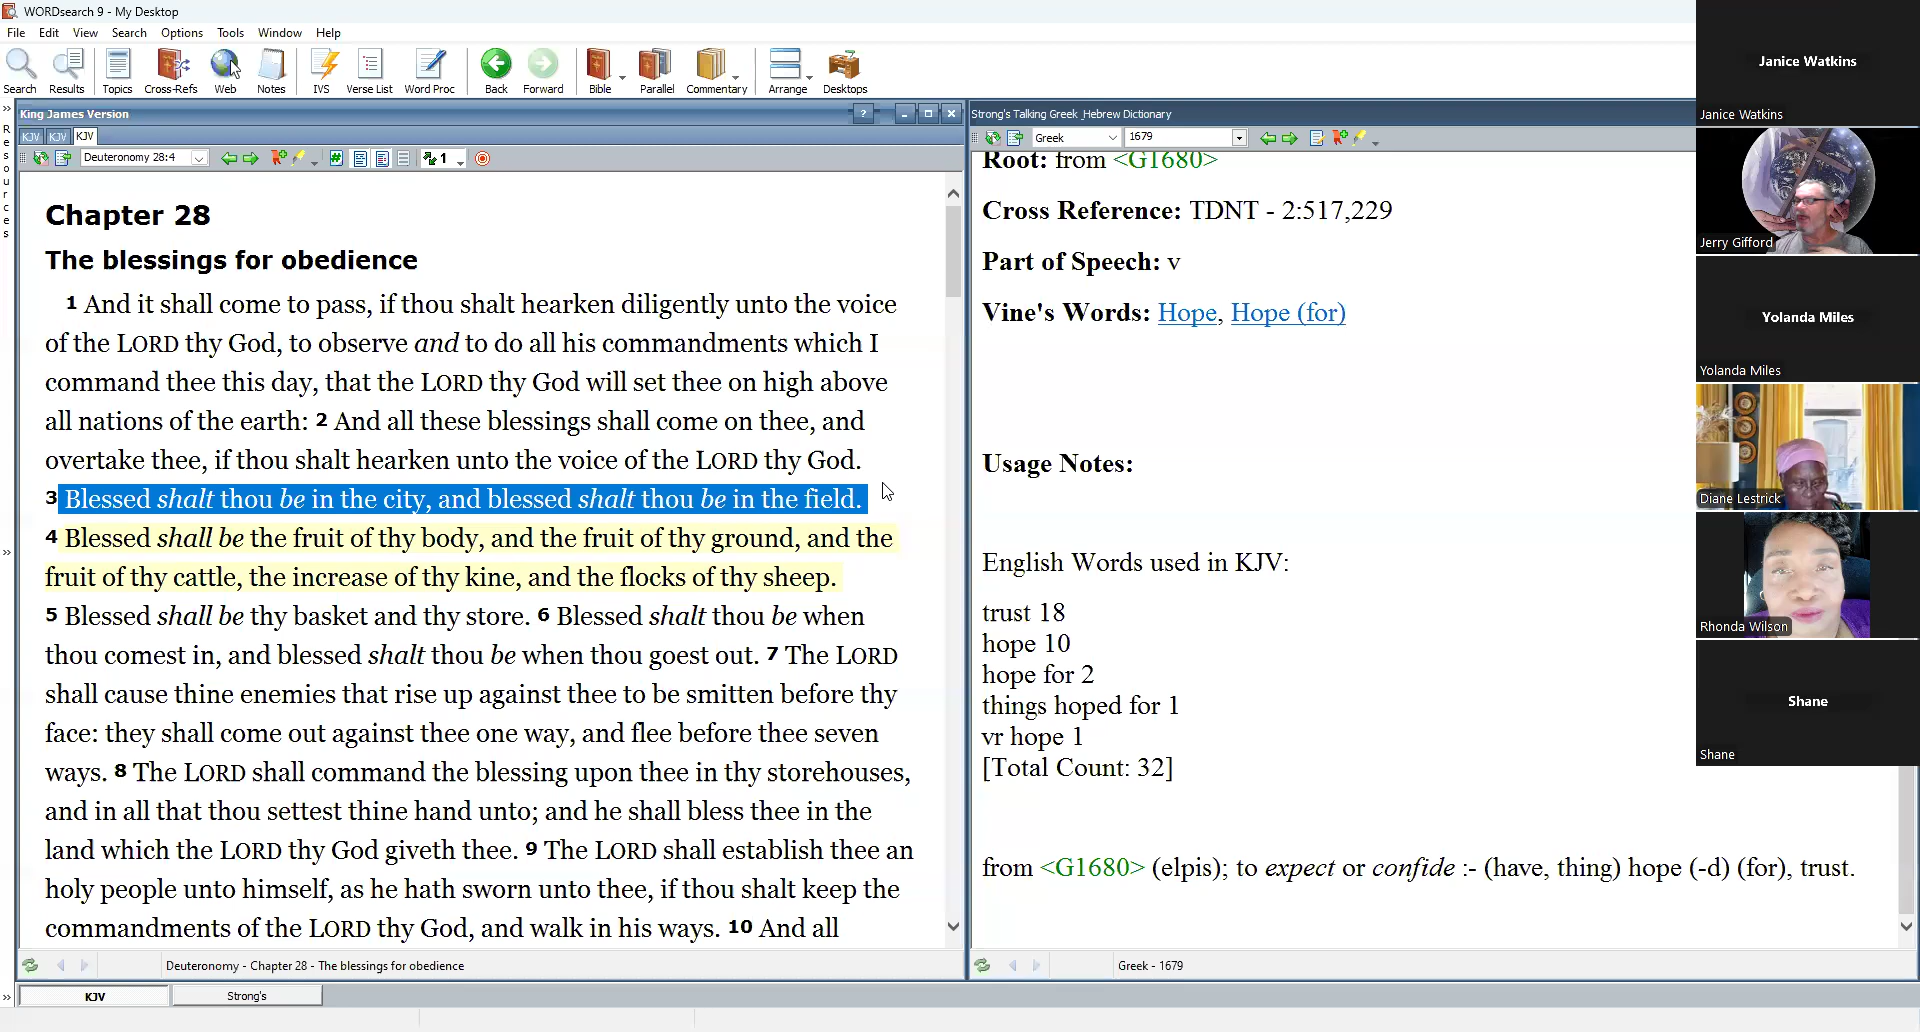 WORDsearch 9 - My Desktop
File Edit View Search Options Tools Window Help
Search Results Topics Cross-Refs Web Notes IVS Verse List Word Proc Back Forward Bible Parallel Commentary Arrange Desktops
King James Version
KJV KJV KJV
Deuteronomy 28:4
1
Resources
Chapter 28
The blessings for obedience
1 And it shall come to pass, if thou shalt hearken diligently unto the voice
of the LORD thy God, to observe and to do all his commandments which I
command thee this day, that the LORD thy God will set thee on high above
all nations of the earth: 2 And all these blessings shall come on thee, and
overtake thee, if thou shalt hearken unto the voice of the LORD thy God.
3 Blessed shalt thou be in the city, and blessed shalt thou be in the field.
4 Blessed shall be the fruit of thy body, and the fruit of thy ground, and the
fruit of thy cattle, the increase of thy kine, and the flocks of thy sheep.
5 Blessed shall be thy basket and thy store. 6 Blessed shalt thou be when
thou comest in, and blessed shalt thou be when thou goest out. 7 The LORD
shall cause thine enemies that rise up against thee to be smitten before thy
face: they shall come out against thee one way, and flee before thee seven
ways. 8 The LORD shall command the blessing upon thee in thy storehouses,
and in all that thou settest thine hand unto; and he shall bless thee in the
land which the LORD thy God giveth thee. 9 The LORD shall establish thee an
holy people unto himself, as he hath sworn unto thee, if thou shalt keep the
commandments of the LORD thy God, and walk in his ways. 10 And all
Deuteronomy - Chapter 28 - The blessings for obedience
KJV Strong's
Strong's Talking Greek _Hebrew Dictionary
Greek 1679
Root: from <G1680>
Cross Reference: TDNT - 2:517,229
Part of Speech: v
Vine's Words: Hope, Hope (for)
Usage Notes:
English Words used in KJV:
trust 18
hope 10
hope for 2
things hoped for 1
vr hope 1
[Total Count: 32]
from <G1680> (elpis); to expect or confide :- (have, thing) hope (-d) (for), trust.
Greek - 1679
Janice Watkins
Janice Watkins
Jerry Gifford
Yolanda Miles
Yolanda Miles
Diane Lestrick
Rhonda Wilson
Shane
Shane